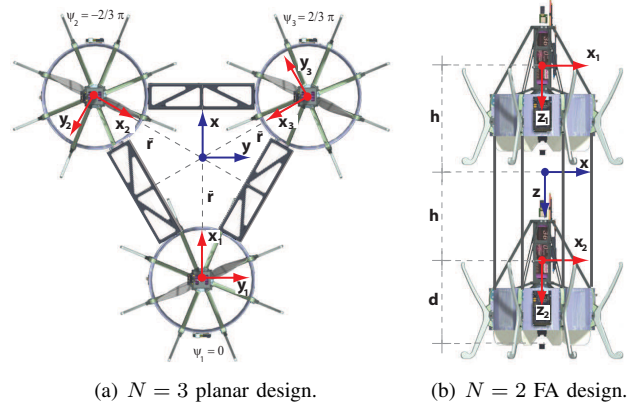 ψ₂ = −2/3 π
ψ₃ = 2/3 π
y₂
x₂
r̄
x
y
y₃
x₃
r̄
r̄
x₁
y₁
ψ₁ = 0
(a) N = 3 planar design.
h
h
d
x₁
z₁
x
z
x₂
z₂
(b) N = 2 FA design.